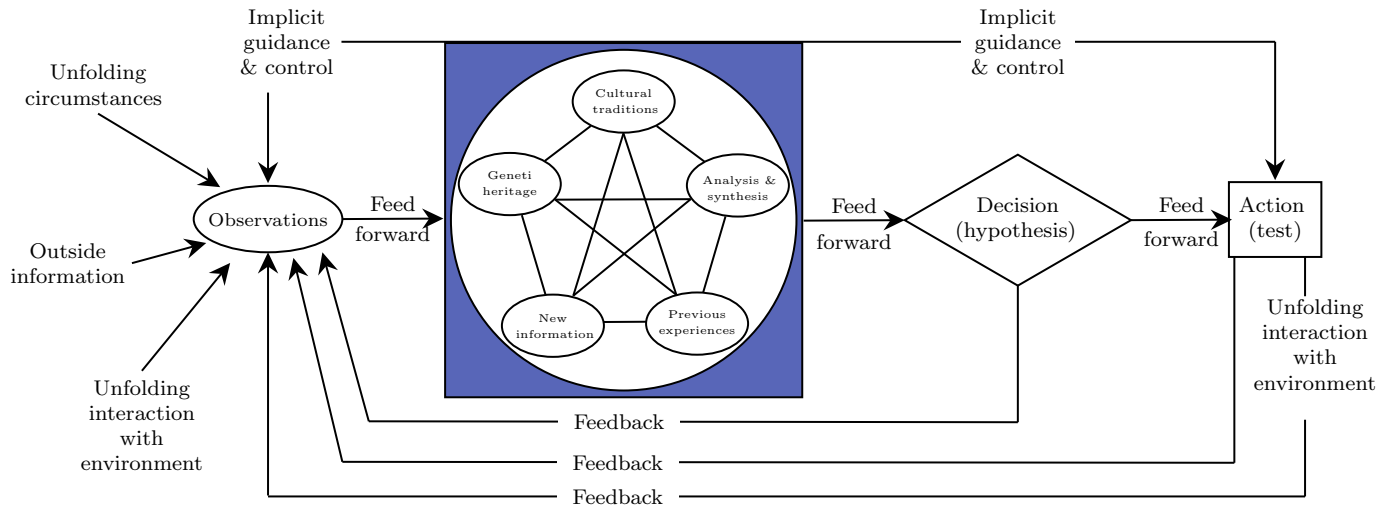 Implicit
guidance
& control
Implicit
guidance
& control
Unfolding
circumstances
Cultural
traditions
Geneti
heritage
Analysis &
synthesis
Observations
Feed
forward
Feed
forward
Decision
(hypothesis)
Feed
forward
Action
(test)
Outside
information
New
information
Previous
experiences
Unfolding
interaction
with
environment
Unfolding
interaction
with
environment
Feedback
Feedback
Feedback